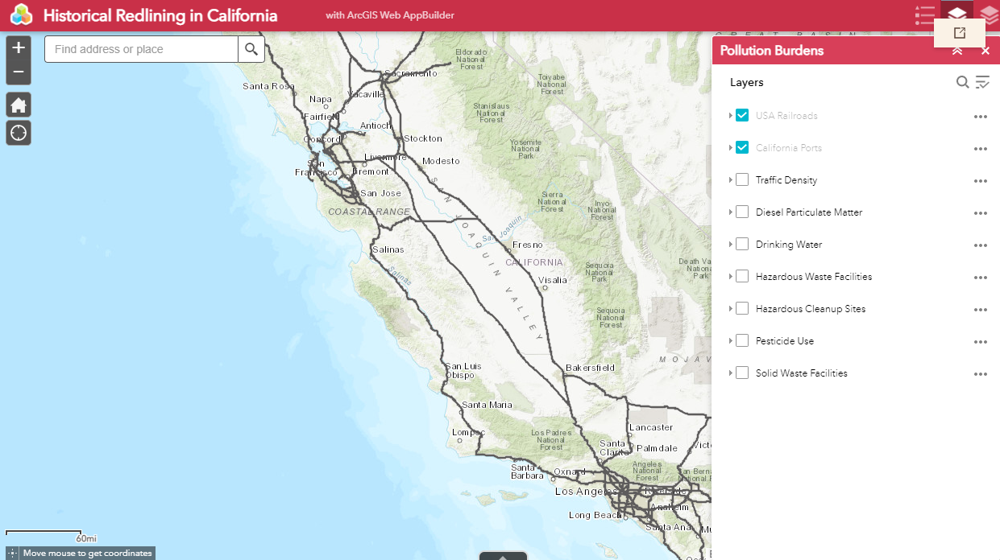 Historical Redlining in California
with ArcGIS Web AppBuilder
Find address or place
Pollution Burdens
Layers
USA Railroads
California Ports
Traffic Density
Diesel Particulate Matter
Drinking Water
Hazardous Waste Facilities
Hazardous Cleanup Sites
Pesticide Use
Solid Waste Facilities
GREAT BASIN
Eldorado
National
Forest
Sacramento
Toiyabe
National
Forest
Santa Rosa
Napa
Vacaville
Fairfield
Stanislaus
National
Forest
Antioch
Concord
Stockton
Yosemite
National
Park
Livermore
Modesto
San
Francisco
Fremont
San Jose
Sierra
National
Forest
Inyo
National
Forest
COASTAL RANGE
SAN JOAQUIN VALLEY
San Joaquin
Salinas
Fresno
CALIFORNIA
Salinas
Sequoia
National
Park
Visalia
Sequoia
National
Forest
San Luis
Obispo
Bakersfield
Santa Maria
Lancaster
Lompoc
Los Padres
National
Forest
Santa
Clarita
Palmdale
Angeles
National
Forest
Santa
Barbara
Oxnard
Los Angeles
Riverside
Anaheim
Long Beach
Santa Ana
60mi
Move mouse to get coordinates